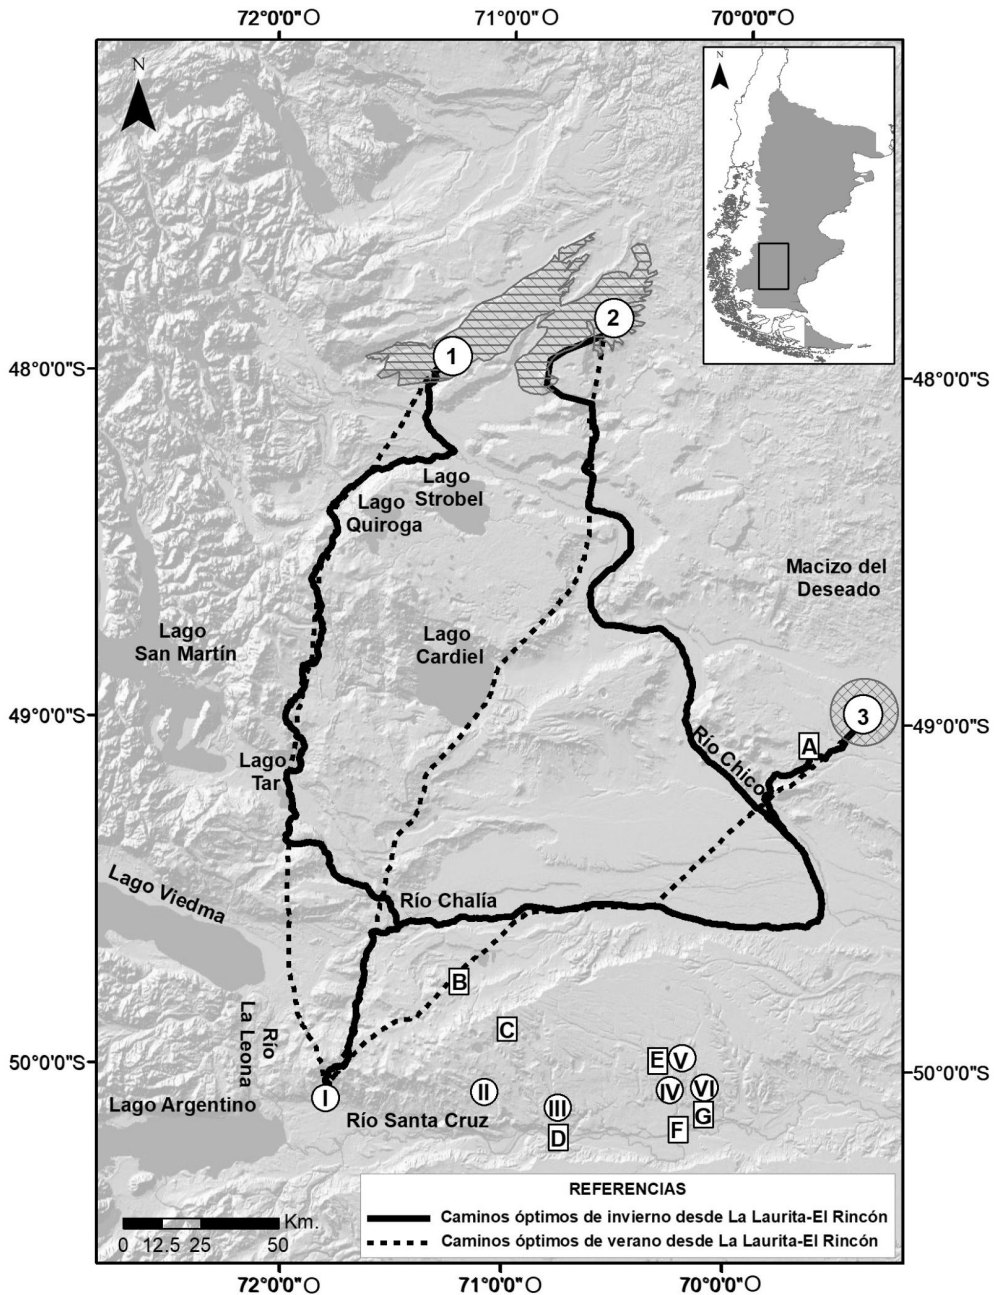 72°0'0"O
71°0'0"O
70°0'0"O
N
N
48°0'0"S
48°0'0"S
1
2
Lago
Strobel
Lago
Quiroga
Macizo del
Deseado
Lago
San Martín
Lago
Cardiel
49°0'0"S
49°0'0"S
3
A
Río Chico
Lago
Tar
Lago Viedma
Río Chalía
B
C
Río
La Leona
50°0'0"S
50°0'0"S
E
V
I
II
III
IV
VI
G
Lago Argentino
Río Santa Cruz
D
F
REFERENCIAS
Caminos óptimos de invierno desde La Laurita-El Rincón
Caminos óptimos de verano desde La Laurita-El Rincón
Km.
0 12.5 25 50
72°0'0"O
71°0'0"O
70°0'0"O